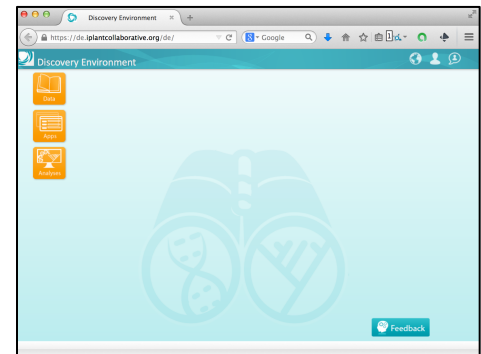 Discovery Environment
https://de.iplantcollaborative.org/de/
Google
Discovery Environment
Data
Apps
Analyses
Feedback